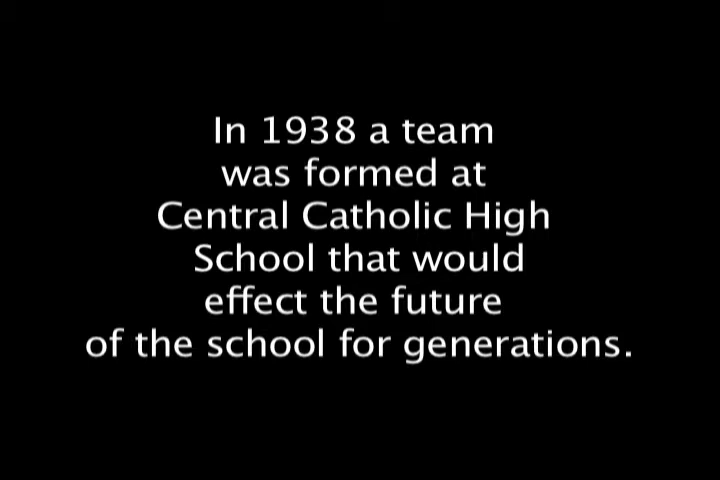 In 1938 a team
was formed at
Central Catholic High
School that would
effect the future
of the school for generations.